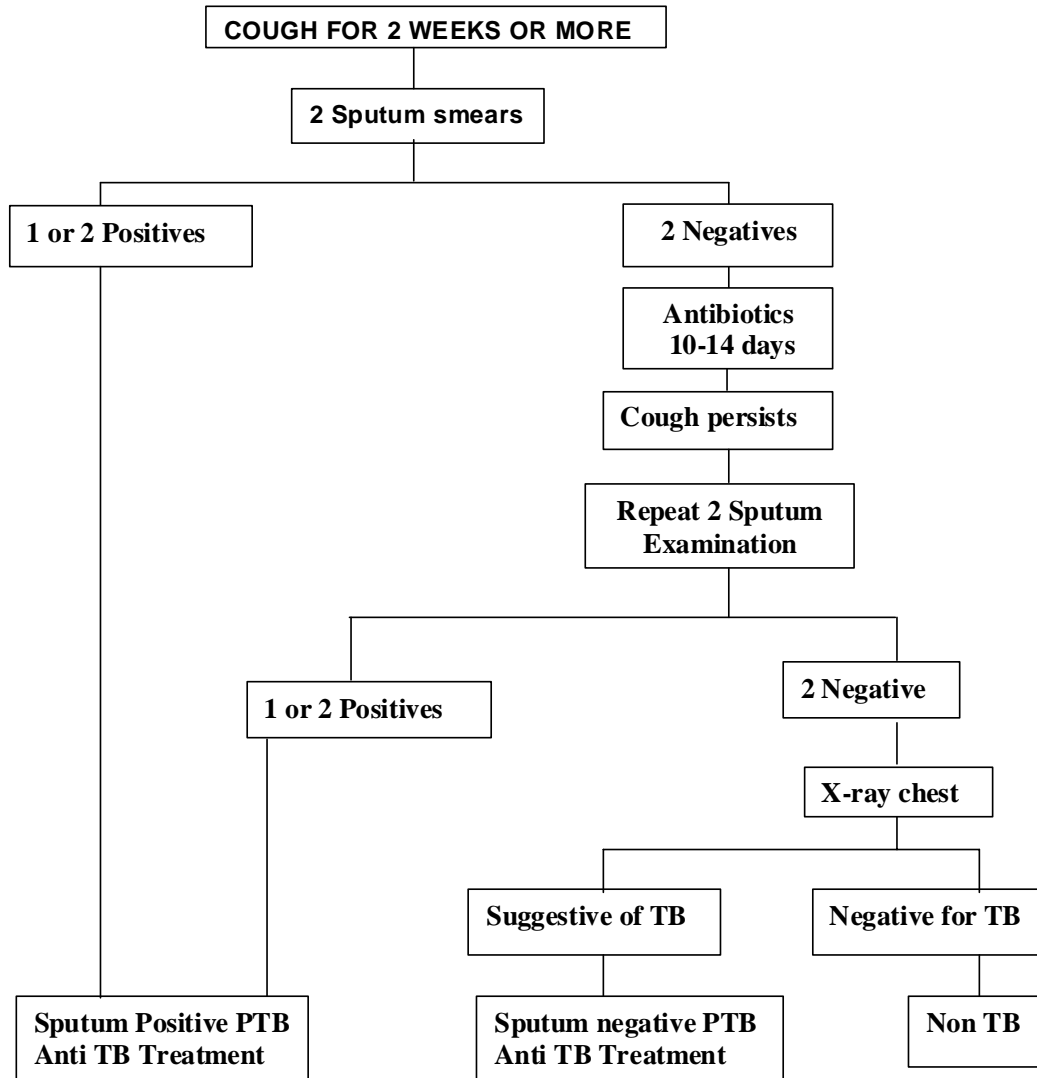 COUGH FOR 2 WEEKS OR MORE
2 Sputum smears
1 or 2 Positives
2 Negatives
Antibiotics
10-14 days
Cough persists
Repeat 2 Sputum
Examination
1 or 2 Positives
2 Negative
X-ray chest
Suggestive of TB
Negative for TB
Sputum Positive PTB
Anti TB Treatment
Sputum negative PTB
Anti TB Treatment
Non TB